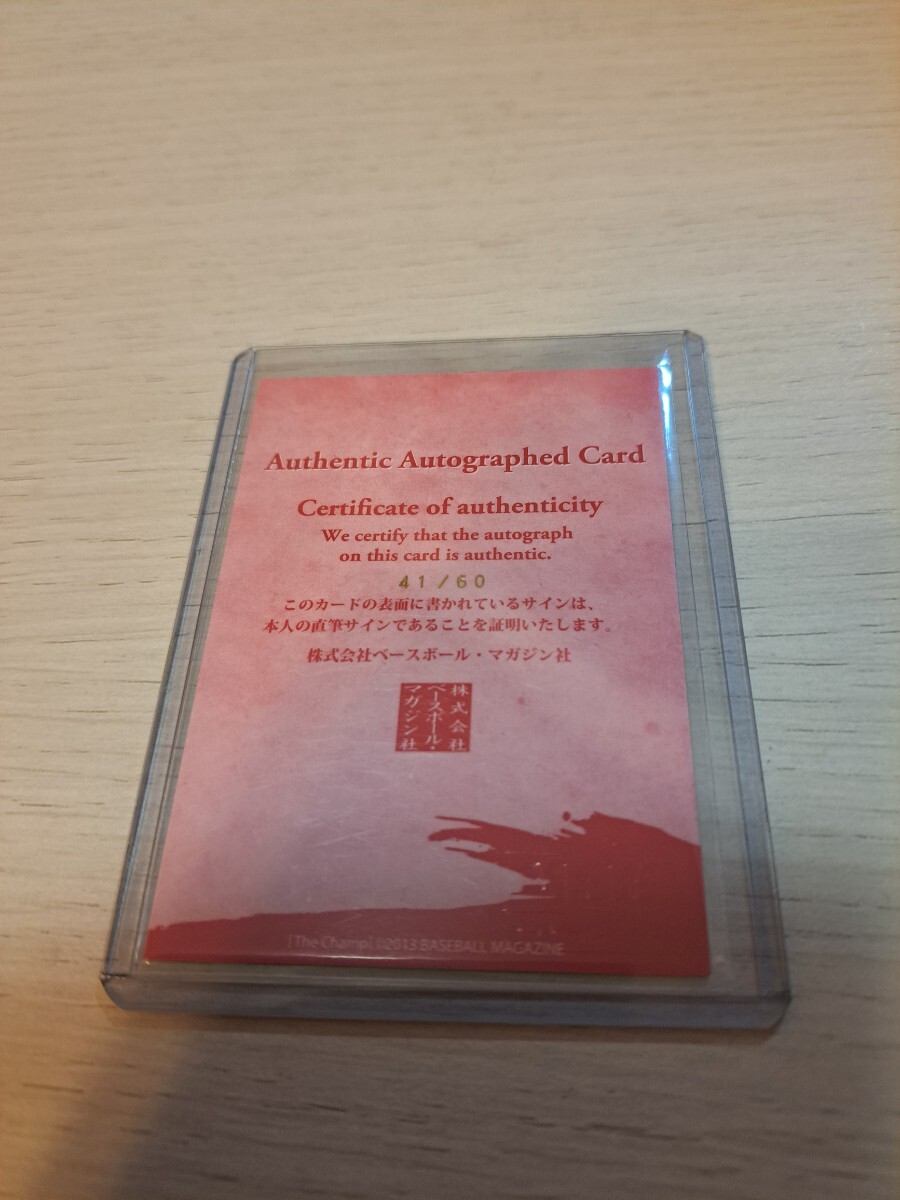 Authentic Autographed Card
Certificate of authenticity
We certify that the autograph
on this card is authentic.
41/60
このカードの表面に書かれているサインは、
本人の直筆サインであることを証明いたします。
株式会社ベースボール・マガジン社
株式会社
ベースボール・
マガジン社
[The Champ] ©2013 BASEBALL MAGAZINE